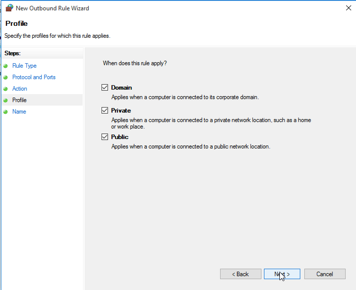 New Outbound Rule Wizard
Profile
Specify the profiles for which this rule applies.
Steps:
Rule Type
Protocol and Ports
Action
Profile
Name
When does this rule apply?
Domain
Applies when a computer is connected to its corporate domain.
Private
Applies when a computer is connected to a private network location, such as a home
or work place.
Public
Applies when a computer is connected to a public network location.
< Back
Next >
Cancel